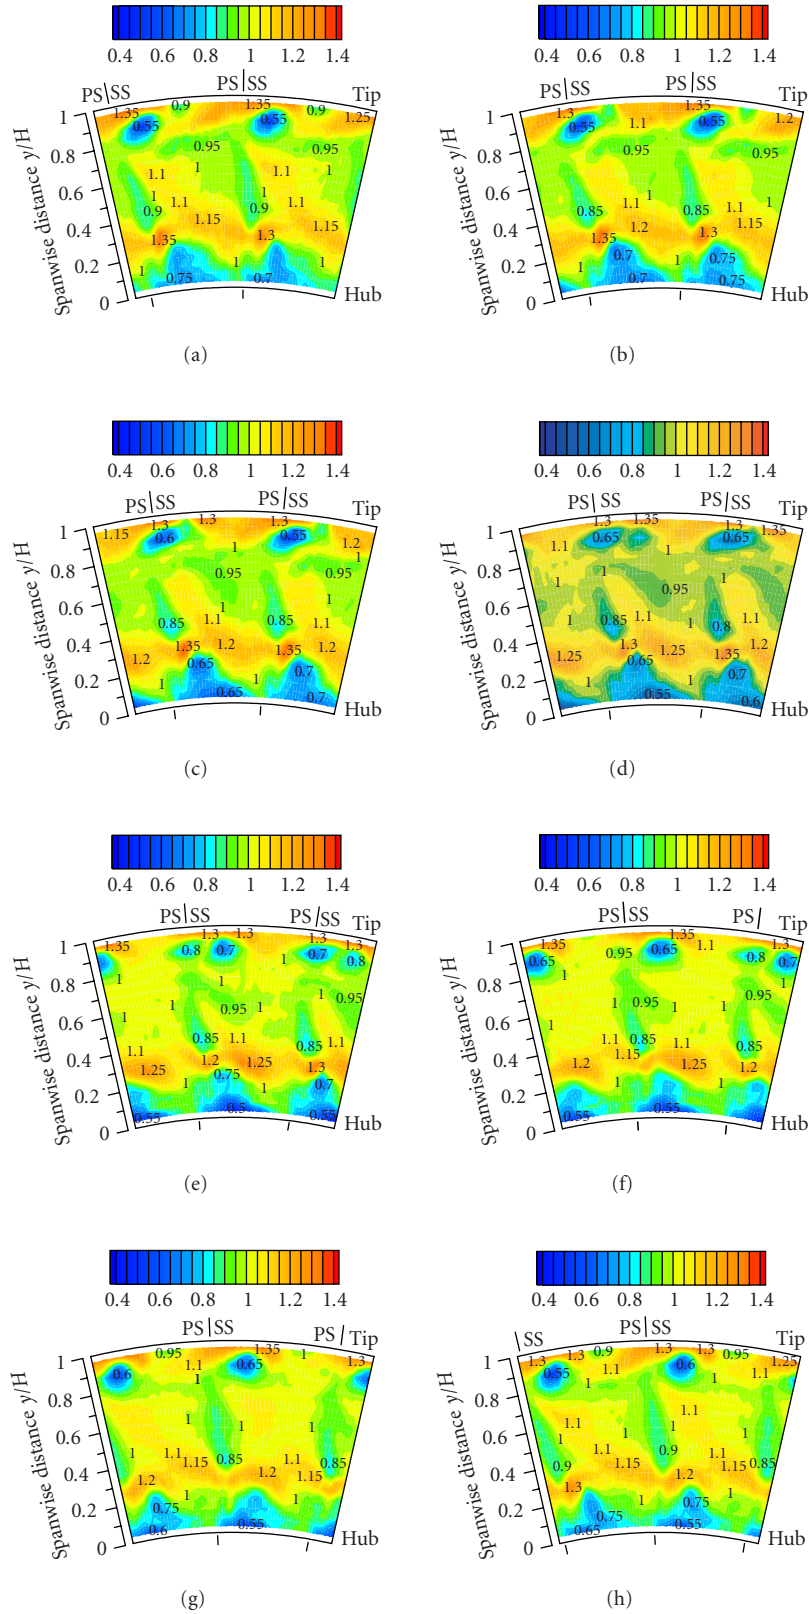 0.4 0.6 0.8 1 1.2 1.4
PS SS PS SS Tip
1.35 0.9 1.35 0.9 1.25
1 0.55 0.55
0.8 0.95 0.95
1.1 1 1.1
0.6 1 1.1 1 1.1
0.9 1.15 0.9 1.15
0.4 1.35 1.3
0.2 1 0.75 1 0.7 1
0 Hub
Spanwise distance y/H
(a)
0.4 0.6 0.8 1 1.2 1.4
PS SS PS SS Tip
1.3 1.1 1.35 1.2
1 0.55 0.55
0.8 0.95 0.95
0.6 1.1 1.1
0.85 1.2 0.85 1.15
0.4 1.35 1.3
0.2 1 0.7 0.7 1 0.75 0.75
0 Hub
Spanwise distance y/H
(b)
0.4 0.6 0.8 1 1.2 1.4
PS SS PS SS Tip
1.15 1.3 1.3 1.3 1.2
1 0.6 1 0.55
0.8 0.95 0.95
0.6 0.85 1.1 0.85 1.1
0.4 1.2 1.35 1.2 1.35 1.2
0.2 1 0.65 0.65 1 0.7 0.7
0 Hub
Spanwise distance y/H
(c)
0.4 0.6 0.8 1 1.2 1.4
PS SS PS SS Tip
1.3 1.35 1.3 1.35
1 1.1 0.65 1 0.65
0.8 0.95
0.6 1 0.85 1.1 1 0.8 1.1
0.4 1.25 1.3 1.25 1.35
0.2 1 0.65 0.55 1 0.7 0.6
0 Hub
Spanwise distance y/H
(d)
0.4 0.6 0.8 1 1.2 1.4
PS SS PS SS Tip
1.35 1.3 1.3 1.3
1 0.9 0.8 0.7 0.7 0.8
0.8 1 1 0.95 1 0.95
0.6 1 0.85 1.1 0.85 1.1
0.4 1.1 1.25 1.2 1.25 1.3
0.2 1 0.75 1 0.7
0 0.55 0.5 0.55 Hub
Spanwise distance y/H
(e)
0.4 0.6 0.8 1 1.2 1.4
PS SS PS Tip
1.35 1.35 1.1 1.3
1 0.65 0.95 0.65 0.8 0.7
0.8 1 0.95 1 0.95
0.6 1 1.1 0.85 1.1 0.85
0.4 1.2 1.15 1.25 1.2
0.2 1 1
0 0.55 0.55 Hub
Spanwise distance y/H
(f)
0.4 0.6 0.8 1 1.2 1.4
PS SS PS Tip
0.95 1.1 1.35 1 1.3
1 0.6 1 0.65
0.8
0.6 1 1 1 1
0.4 1.1 1.15 0.85 1.1 1.15
1.2 1.2
0.2 0.75 1 1
0 0.6 0.55 Hub
Spanwise distance y/H
(g)
0.4 0.6 0.8 1 1.2 1.4
SS PS SS Tip
1.3 1.3 0.9 1.3 1.3 0.95 1.25
1 0.55 1.1 0.6 1.1
0.8 1.1 1 1.1
0.6 1 1.1 1 1.1 1
0.9 1.15 0.9 1.15 0.85
0.4 1.3 1.2
0.2 0.75 1 0.75 1
0 0.65 0.55 Hub
Spanwise distance y/H
(h)